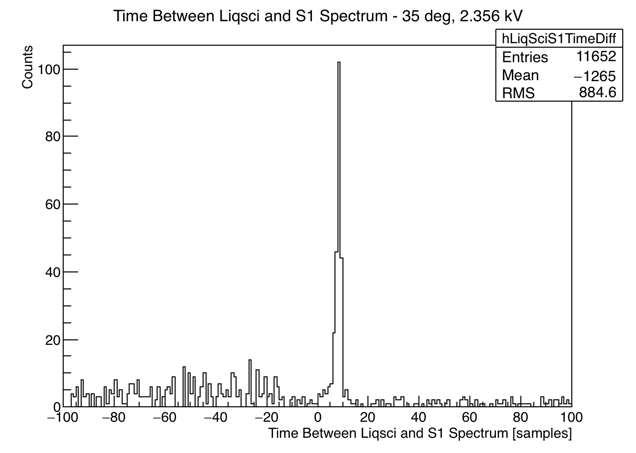 Time Between Liqsci and S1 Spectrum - 35 deg, 2.356 kV
hLiqSciS1TimeDiff
Entries 11652
Mean −1265
RMS 884.6
Counts
100
80
60
40
20
0
−100 −80 −60 −40 −20 0 20 40 60 80 100
Time Between Liqsci and S1 Spectrum [samples]